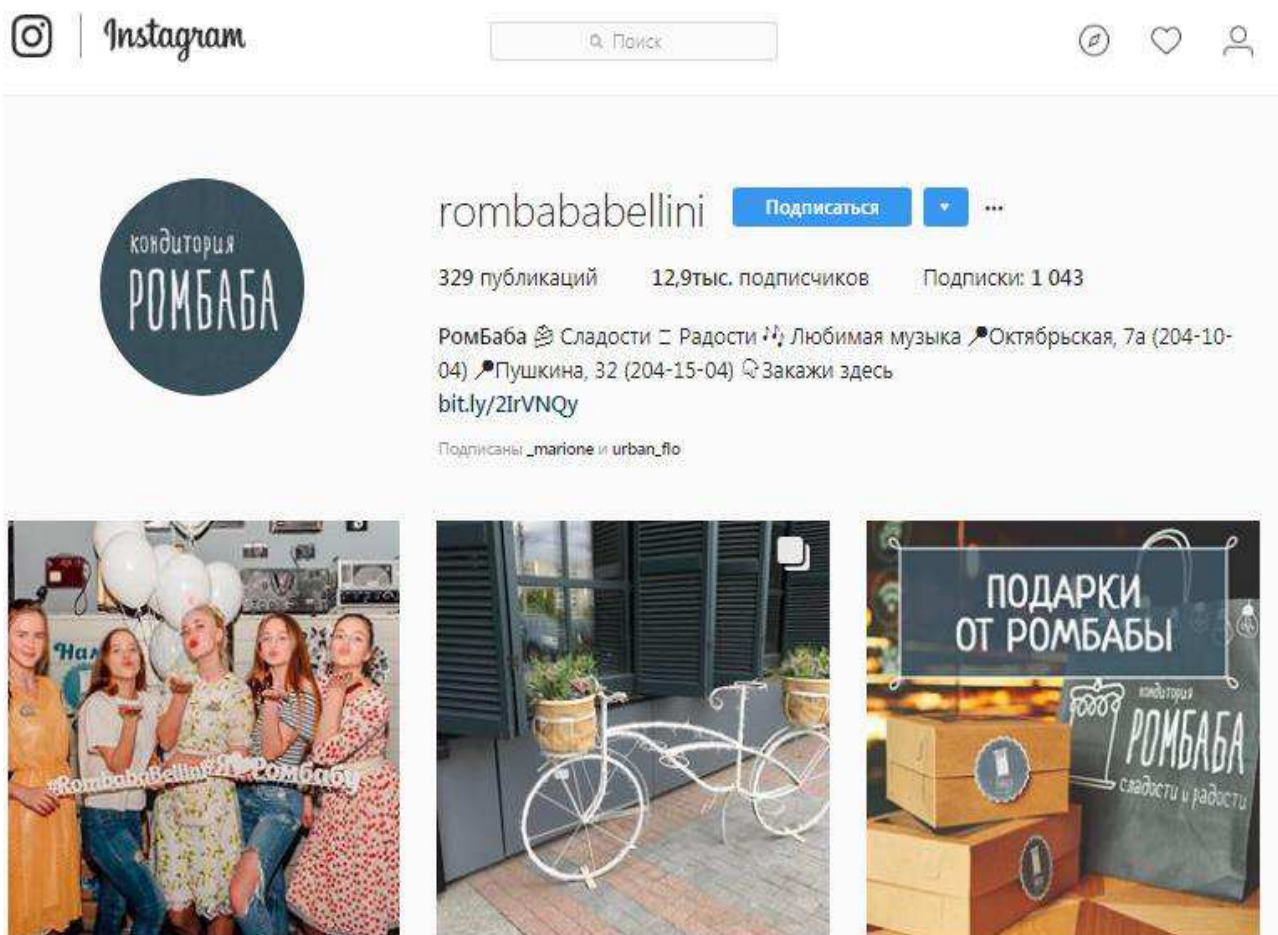 Instagram
Поиск
кондитория
РОМБАБА
rombababellini
Подписаться
329 публикаций 12,9тыс. подписчиков Подписки: 1 043
РомБаба Сладости Радости Любимая музыка Октябрьская, 7а (204-10-
04) Пушкина, 32 (204-15-04) Закажи здесь
bit.ly/2IrVNQy
Подписаны _marione и urban_flo
#RombabaBellini Ромбабу
ПОДАРКИ
ОТ РОМБАБЫ
кондитория
РОМБАБА
сладости и радости